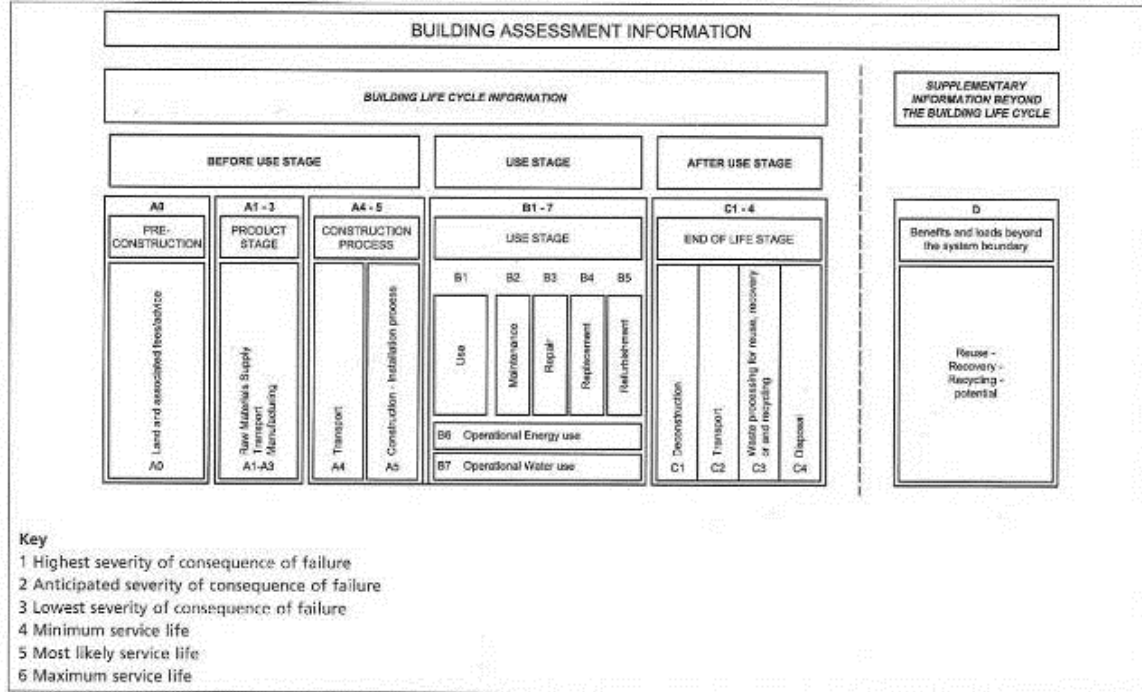 BUILDING ASSESSMENT INFORMATION
BUILDING LIFE CYCLE INFORMATION
SUPPLEMENTARY
INFORMATION BEYOND
THE BUILDING LIFE CYCLE
BEFORE USE STAGE
USE STAGE
AFTER USE STAGE
A0
PRE-
CONSTRUCTION
A1 - 3
PRODUCT
STAGE
A4 - 5
CONSTRUCTION
PROCESS
B1 - 7
USE STAGE
C1 - 4
END OF LIFE STAGE
D
Benefits and loads beyond
the system boundary
Land and associated fees/advice
A0
Raw Materials Supply
Transport
Manufacturing
A1-A3
Transport
A4
Construction - Installation process
A5
B1
Use
B2
Maintenance
B3
Repair
B4
Replacement
B5
Refurbishment
B6 Operational Energy use
B7 Operational Water use
Deconstruction
C1
Transport
C2
Waste processing for reuse, recovery
or and recycling
C3
Disposal
C4
Reuse -
Recovery -
Recycling -
potential
Key
1 Highest severity of consequence of failure
2 Anticipated severity of consequence of failure
3 Lowest severity of consequence of failure
4 Minimum service life
5 Most likely service life
6 Maximum service life